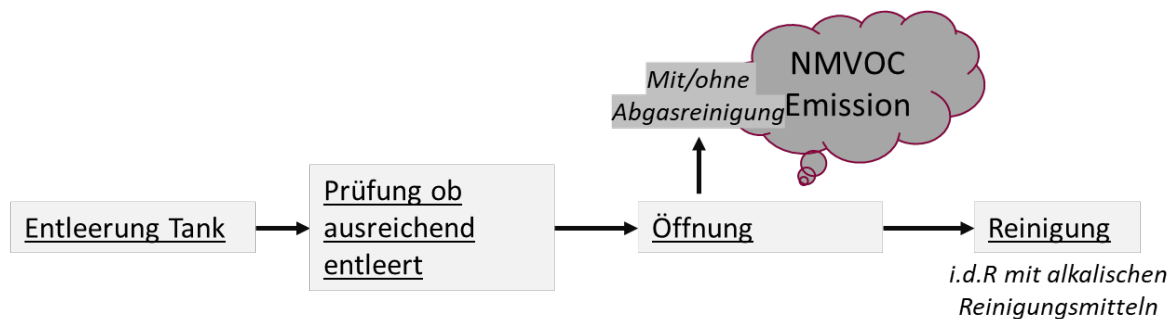 NMVOC
Emission
Mit/ohne
Abgasreinigung
Entleerung Tank
Prüfung ob
ausreichend
entleert
Öffnung
Reinigung
i.d.R mit alkalischen
Reinigungsmitteln